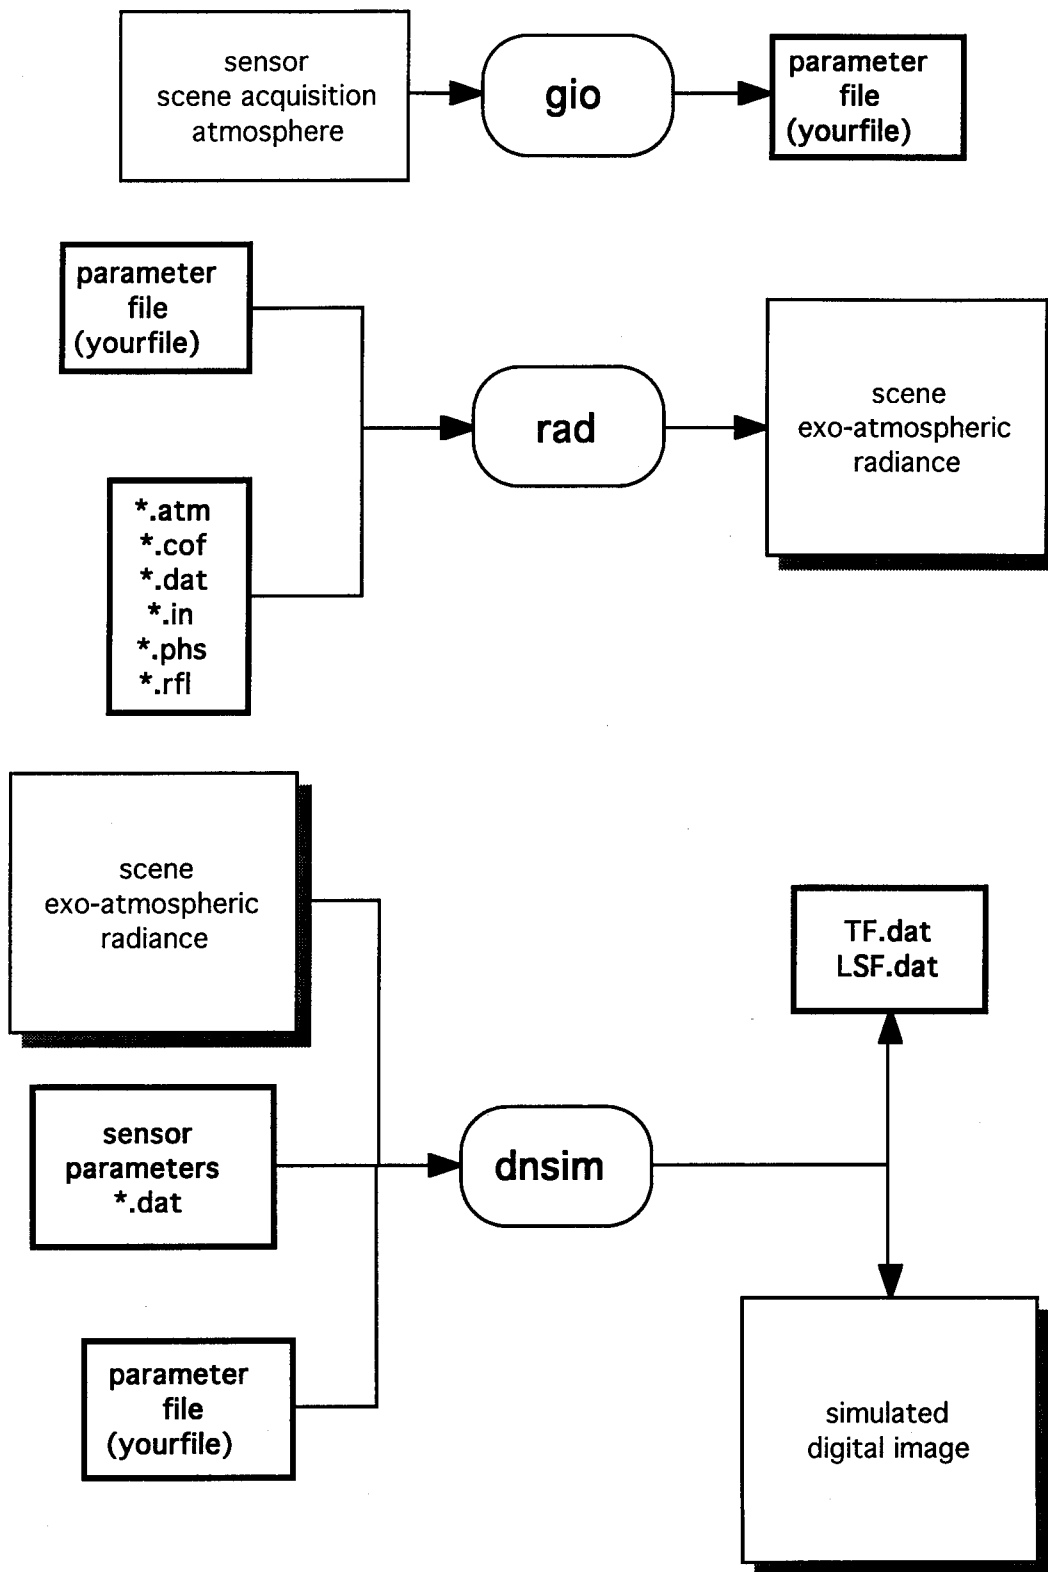 sensor
scene acquisition
atmosphere
gio
parameter
file
(yourfile)
parameter
file
(yourfile)
*.atm
*.cof
*.dat
*.in
*.phs
*.rfl
rad
scene
exo-atmospheric
radiance
scene
exo-atmospheric
radiance
sensor
parameters
*.dat
parameter
file
(yourfile)
dnsim
TF.dat
LSF.dat
simulated
digital image